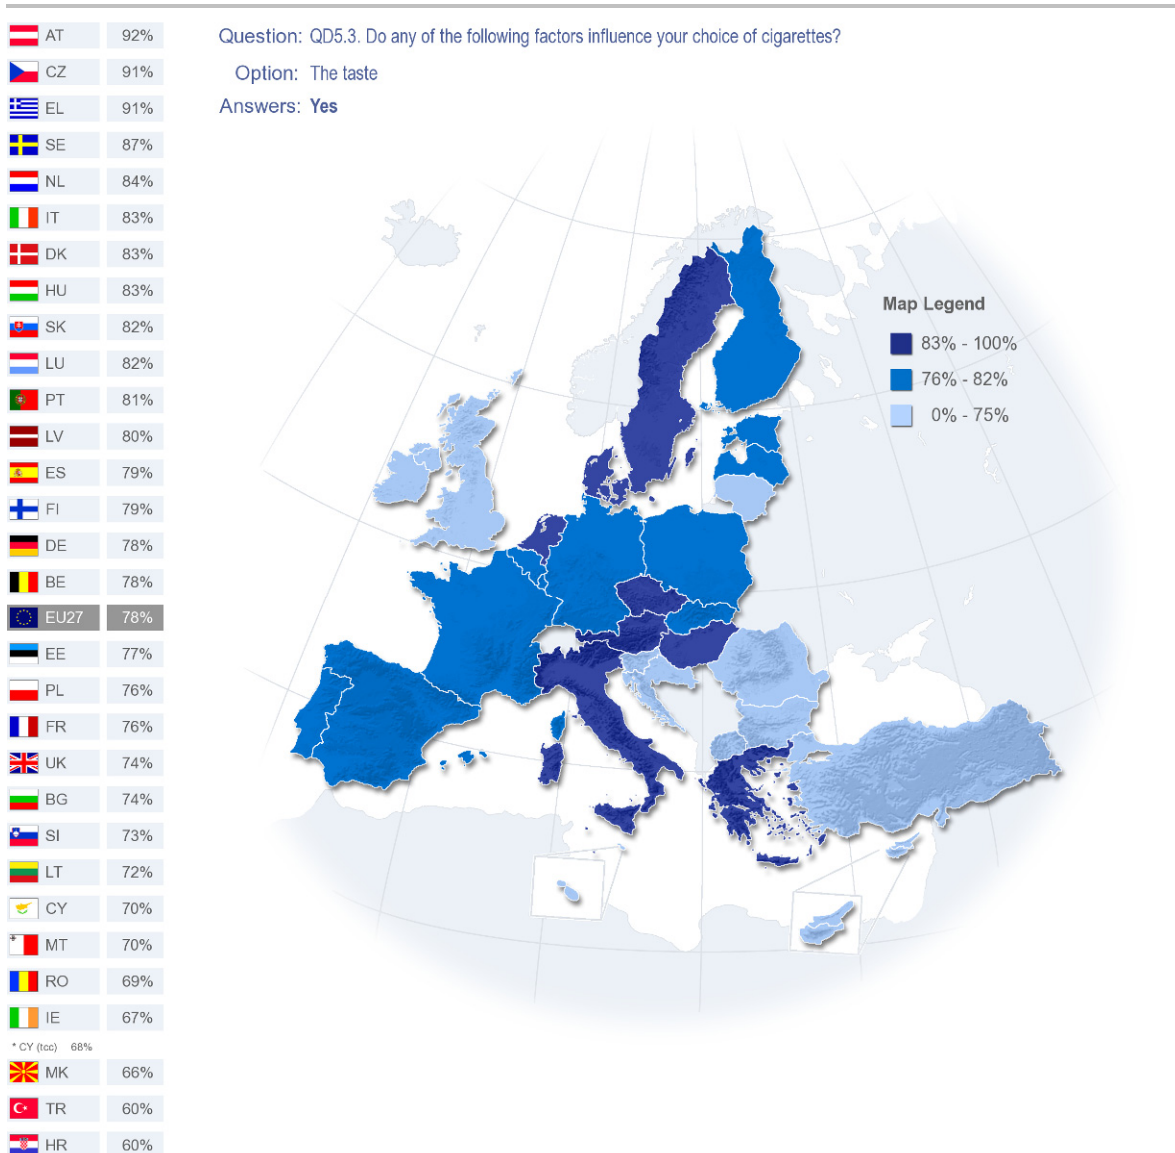 AT 92%
CZ 91%
EL 91%
SE 87%
NL 84%
IT 83%
DK 83%
HU 83%
SK 82%
LU 82%
PT 81%
LV 80%
ES 79%
FI 79%
DE 78%
BE 78%
EU27 78%
EE 77%
PL 76%
FR 76%
UK 74%
BG 74%
SI 73%
LT 72%
CY 70%
MT 70%
RO 69%
IE 67%
* CY (tcc) 68%
MK 66%
TR 60%
HR 60%
Question: QD5.3. Do any of the following factors influence your choice of cigarettes?
Option: The taste
Answers: Yes
Map Legend
83% - 100%
76% - 82%
0% - 75%